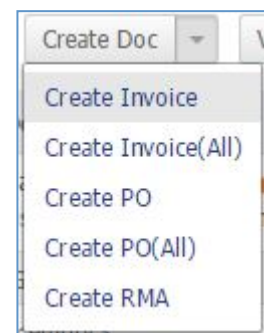 Create Doc
Create Invoice
Create Invoice(All)
Create PO
Create PO(All)
Create RMA